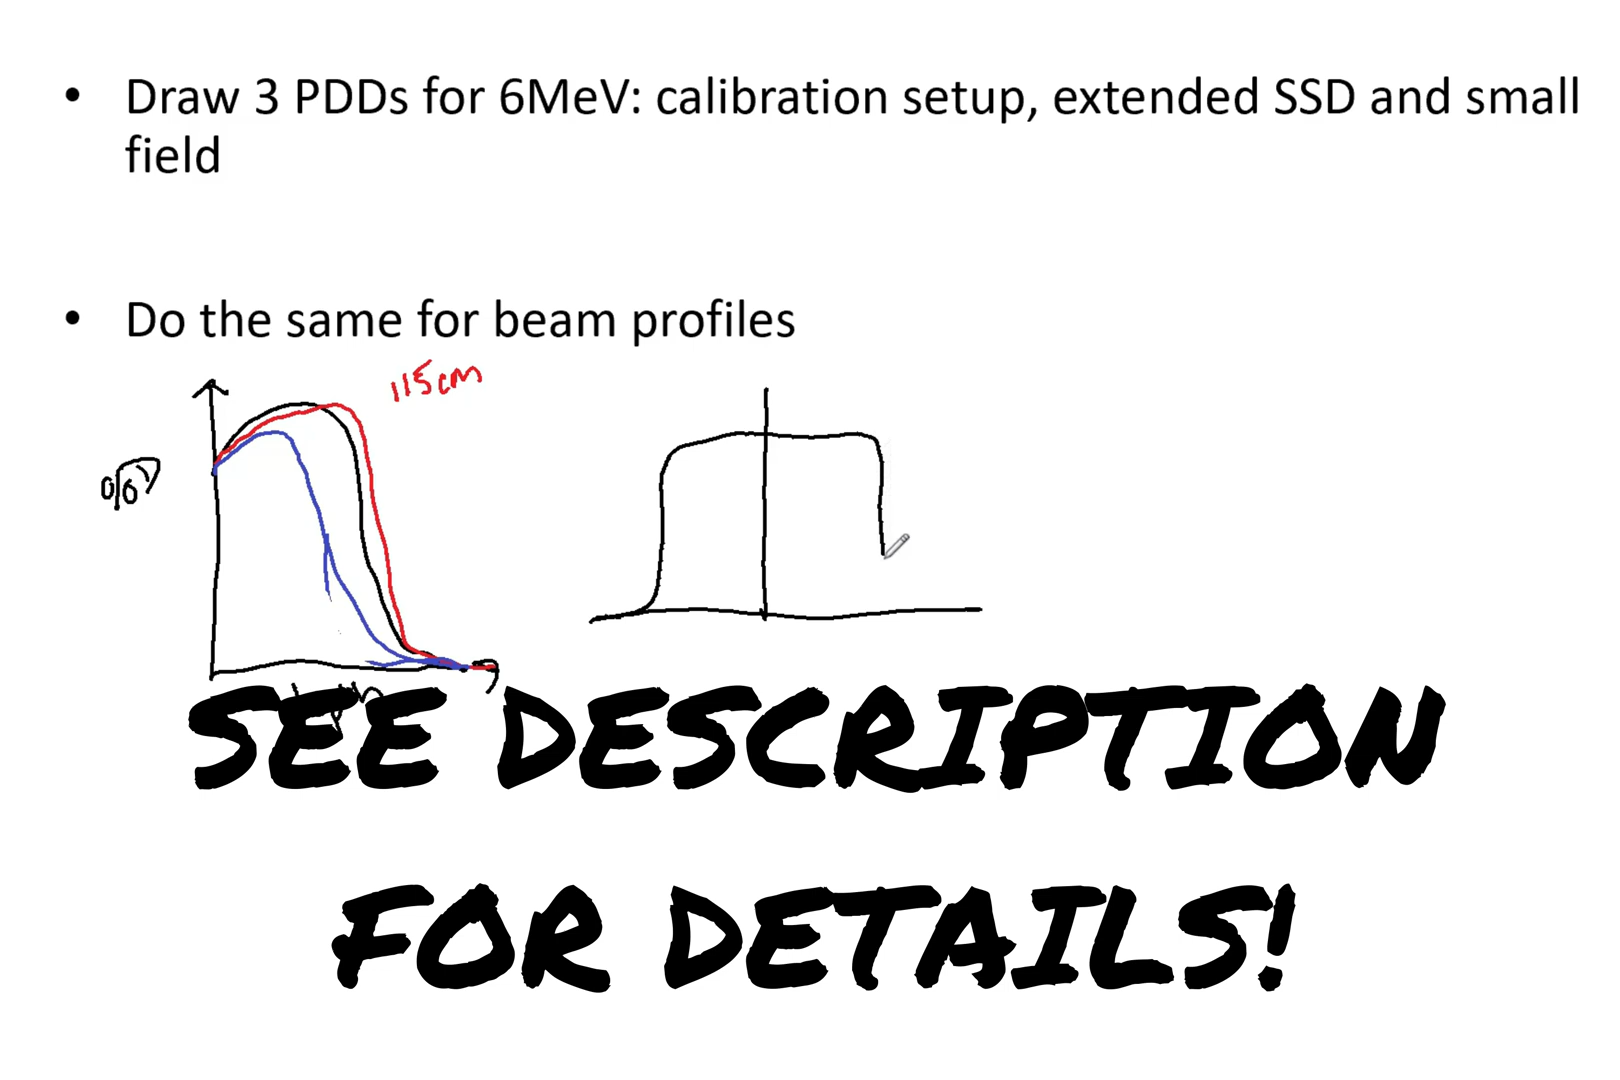 • Draw 3 PDDs for 6MeV: calibration setup, extended SSD and small
field
• Do the same for beam profiles
115cm
SEE DESCRIPTION
FOR DETAILS!